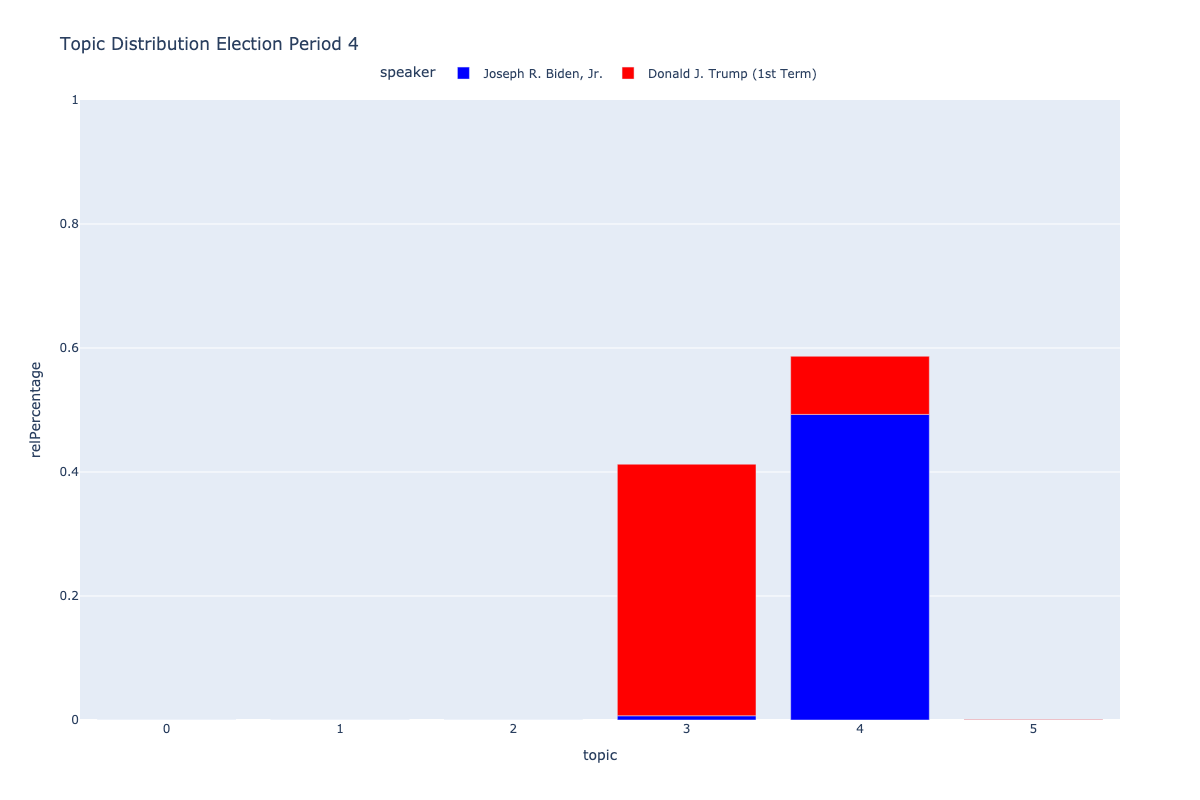 Topic Distribution Election Period 4
speaker Joseph R. Biden, Jr. Donald J. Trump (1st Term)
1
0.8
0.6
0.4
0.2
0
relPercentage
0 1 2 3 4 5
topic